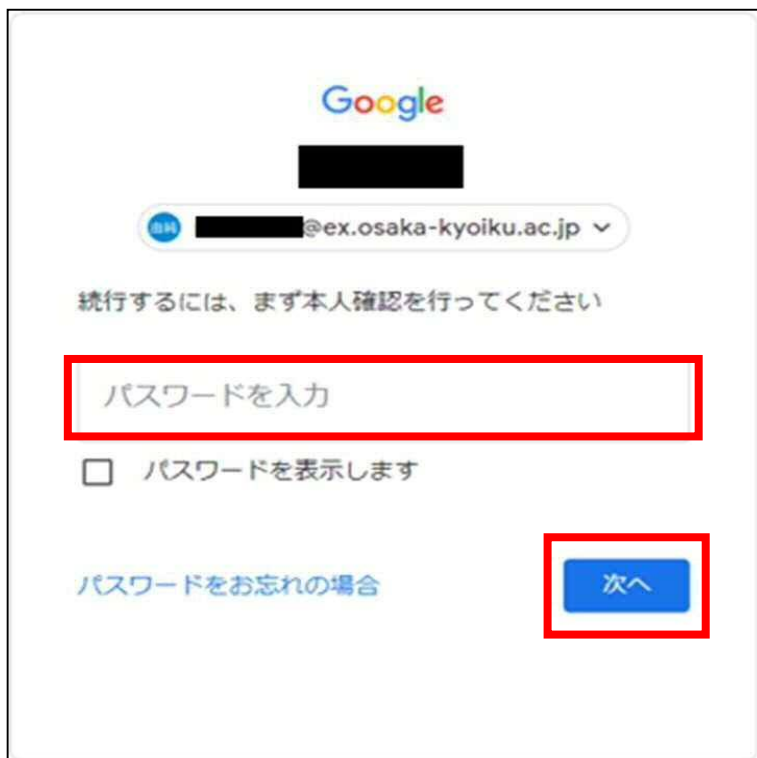 Google
@ex.osaka-kyoiku.ac.jp
続行するには、まず本人確認を行ってください
パスワードを入力
パスワードを表示します
パスワードをお忘れの場合
次へ